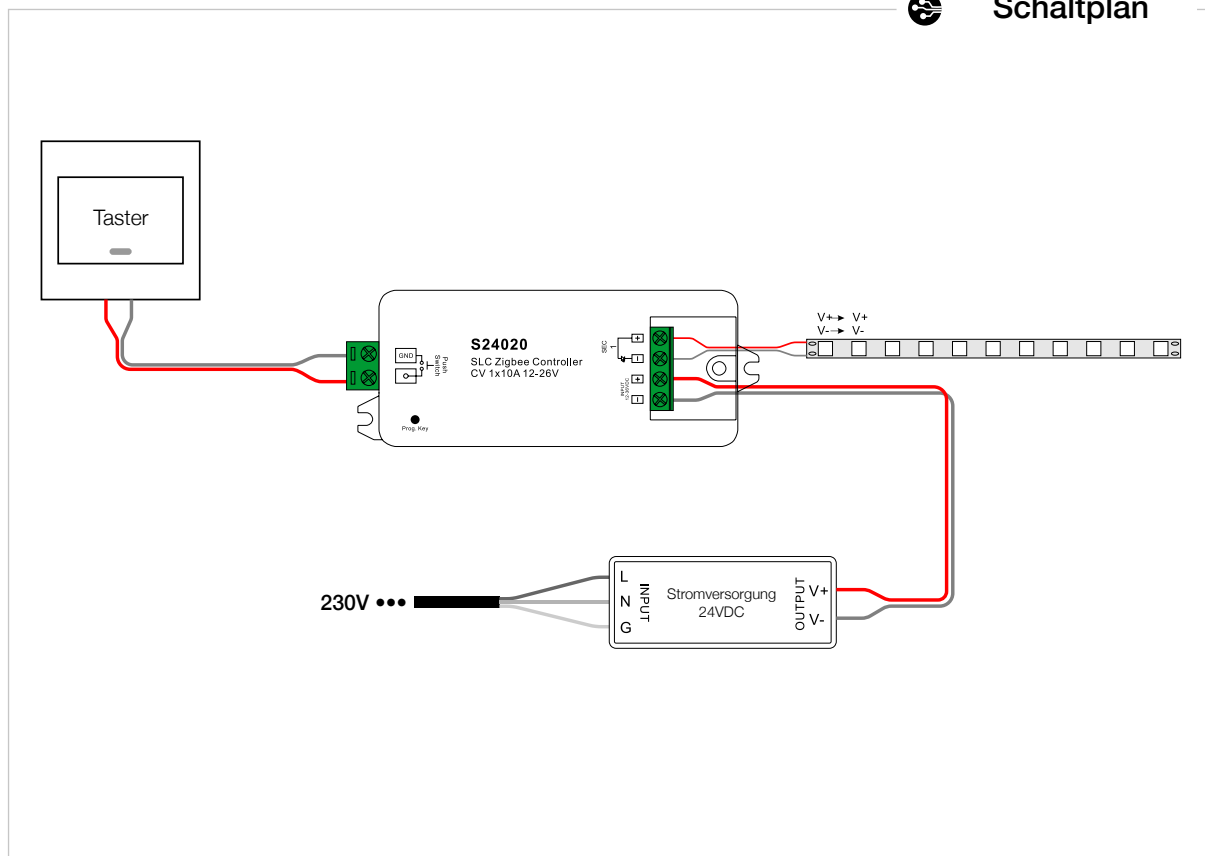 Schaltplan
Taster
S24020
SLC Zigbee Controller
CV 1x10A 12-26V
GND
Push
Switch
Prog. Key
SEC
1
+
INPUT
+
−
V+ → V+
V- → V-
230V •••
L
N
G
INPUT
Stromversorgung
24VDC
OUTPUT
V+
V-